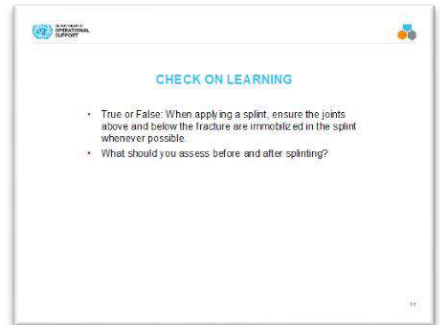 DEPARTMENT OF
OPERATIONAL
SUPPORT
CHECK ON LEARNING
• True or False: When applying a splint, ensure the joints
above and below the fracture are immobilized in the splint
whenever possible.
• What should you assess before and after splinting?